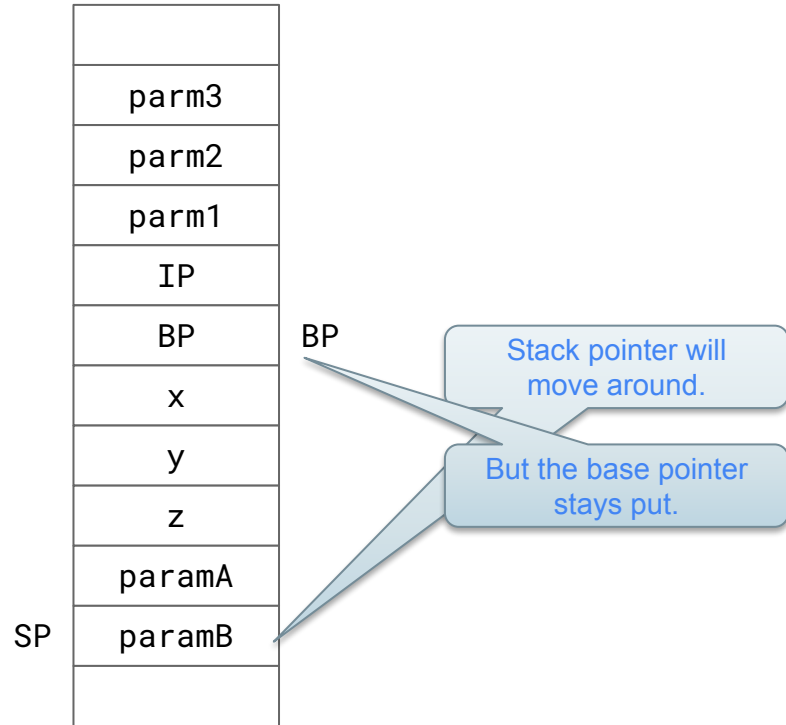 parm3
parm2
parm1
IP
BP BP
Stack pointer will
move around.
x
y
But the base pointer
stays put.
z
paramA
SP paramB